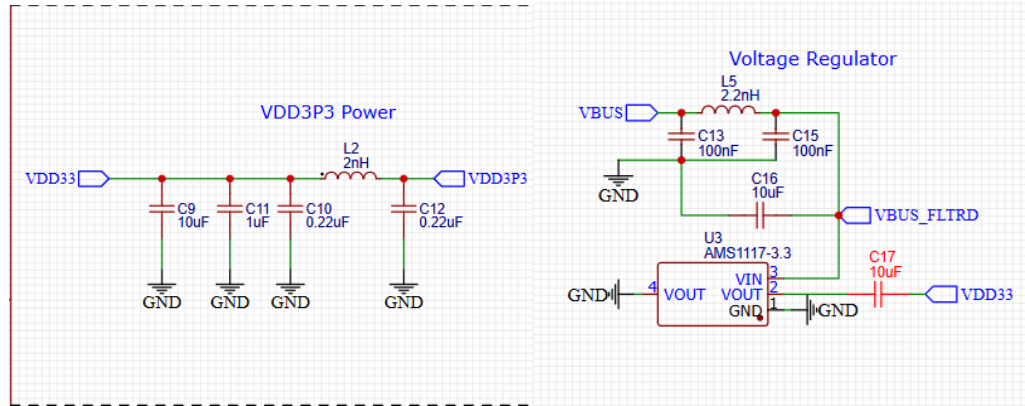 VDD3P3 Power
L2
2nH
VDD33
VDD3P3
C9
10uF
C11
1uF
C10
0.22uF
C12
0.22uF
GND
GND
GND
GND
Voltage Regulator
L5
2.2nH
VBUS
C13
100nF
C15
100nF
GND
C16
10uF
VBUS_FLTRD
U3
AMS1117-3.3
C17
10uF
VIN
3
GND
4
VOUT
VOUT
2
VDD33
GND
1
GND